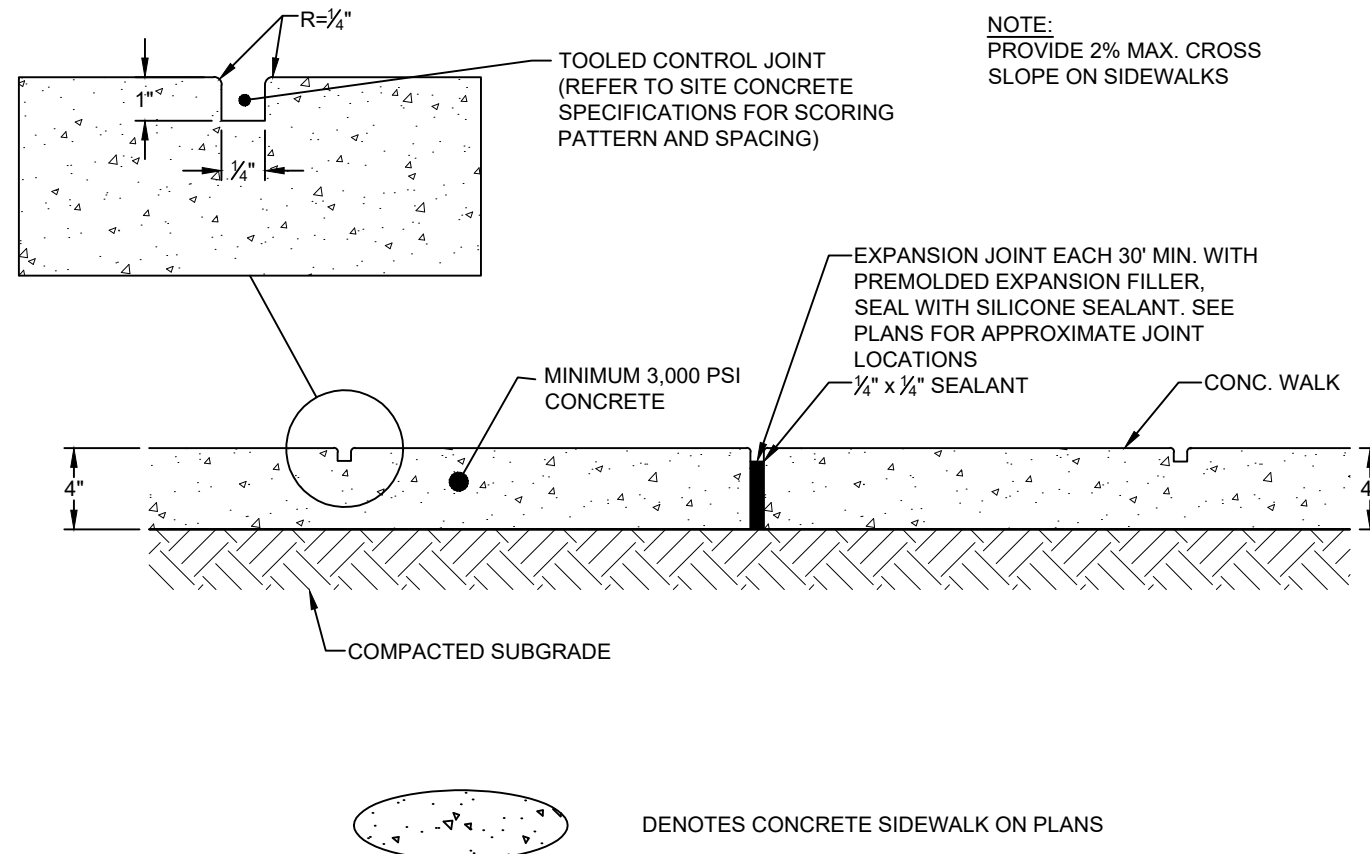 R=¼"
NOTE:
PROVIDE 2% MAX. CROSS
SLOPE ON SIDEWALKS
TOOLED CONTROL JOINT
(REFER TO SITE CONCRETE
SPECIFICATIONS FOR SCORING
PATTERN AND SPACING)
1"
¼"
EXPANSION JOINT EACH 30' MIN. WITH
PREMOLDED EXPANSION FILLER,
SEAL WITH SILICONE SEALANT. SEE
PLANS FOR APPROXIMATE JOINT
LOCATIONS
¼" x ¼" SEALANT
MINIMUM 3,000 PSI
CONCRETE
CONC. WALK
4"
4
COMPACTED SUBGRADE
DENOTES CONCRETE SIDEWALK ON PLANS